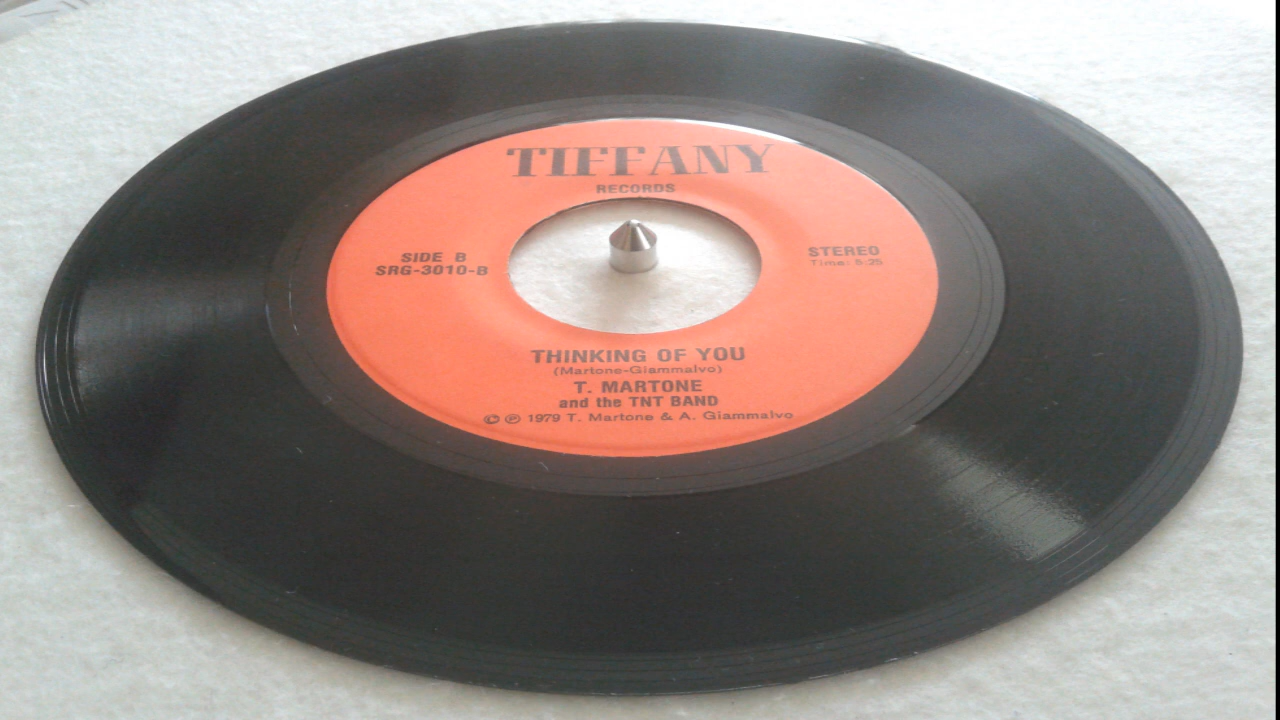 TIFFANY
RECORDS
SIDE B
SRG-3010-B
STEREO
Time: 5:25
THINKING OF YOU
(Martone-Giammalvo)
T. MARTONE
and the TNT BAND
© ℗ 1979 T. Martone & A. Giammalvo